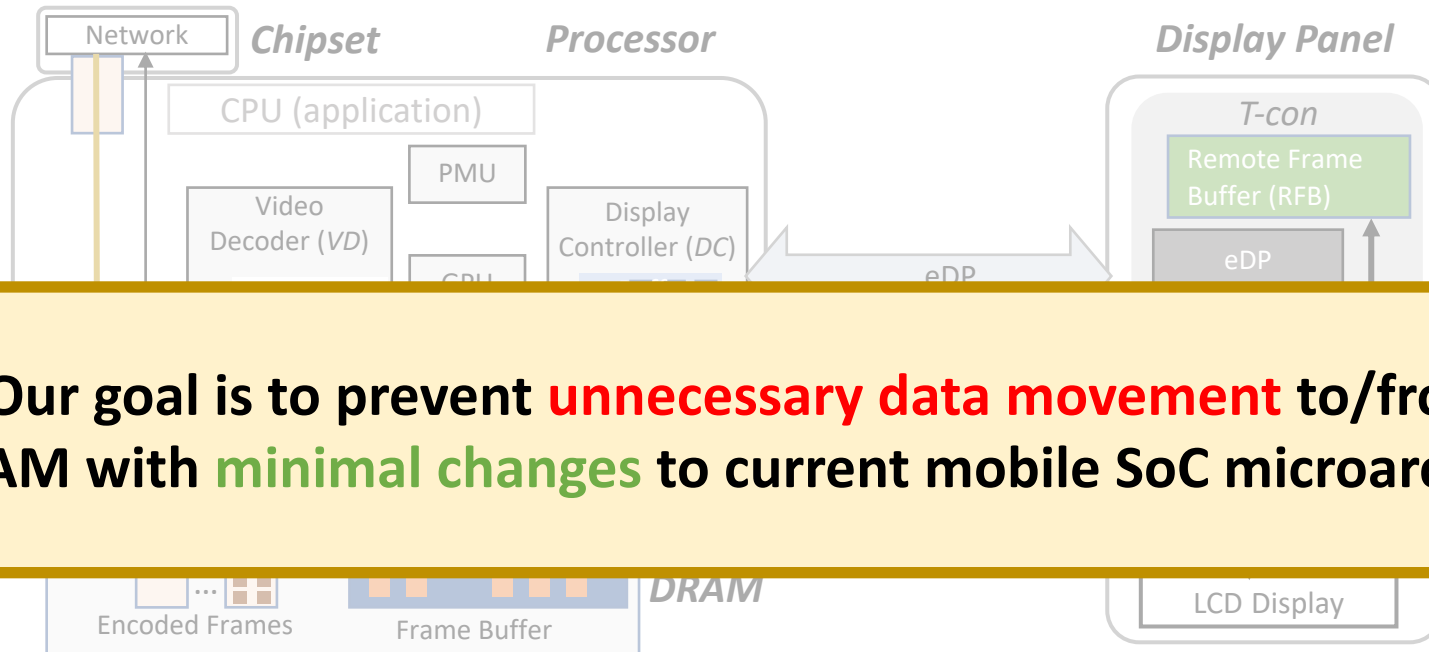 Network
Chipset
Processor
Display Panel
CPU (application)
T-con
PMU
Remote Frame
Buffer (RFB)
Video
Decoder (VD)
Display
Controller (DC)
eDP
GPU
eDP
Our goal is to prevent unnecessary data movement to/fro
AM with minimal changes to current mobile SoC microarc
...
DRAM
Encoded Frames
Frame Buffer
LCD Display